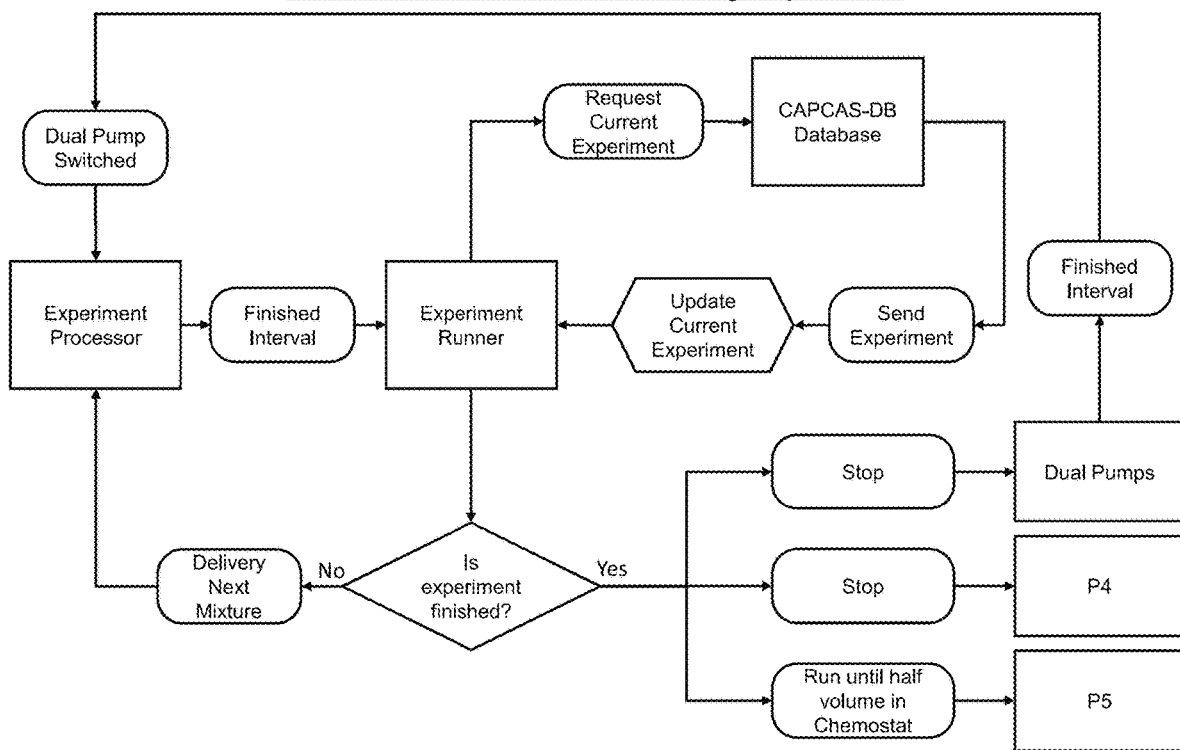 Request
Current
Experiment
CAPCAS-DB
Database
Dual Pump
Switched
Experiment
Processor
Finished
Interval
Experiment
Runner
Update
Current
Experiment
Send
Experiment
Finished
Interval
Stop
Dual Pumps
Delivery
Next
Mixture
No
Is
experiment
finished?
Yes
Stop
P4
Run until half
volume in
Chemostat
P5